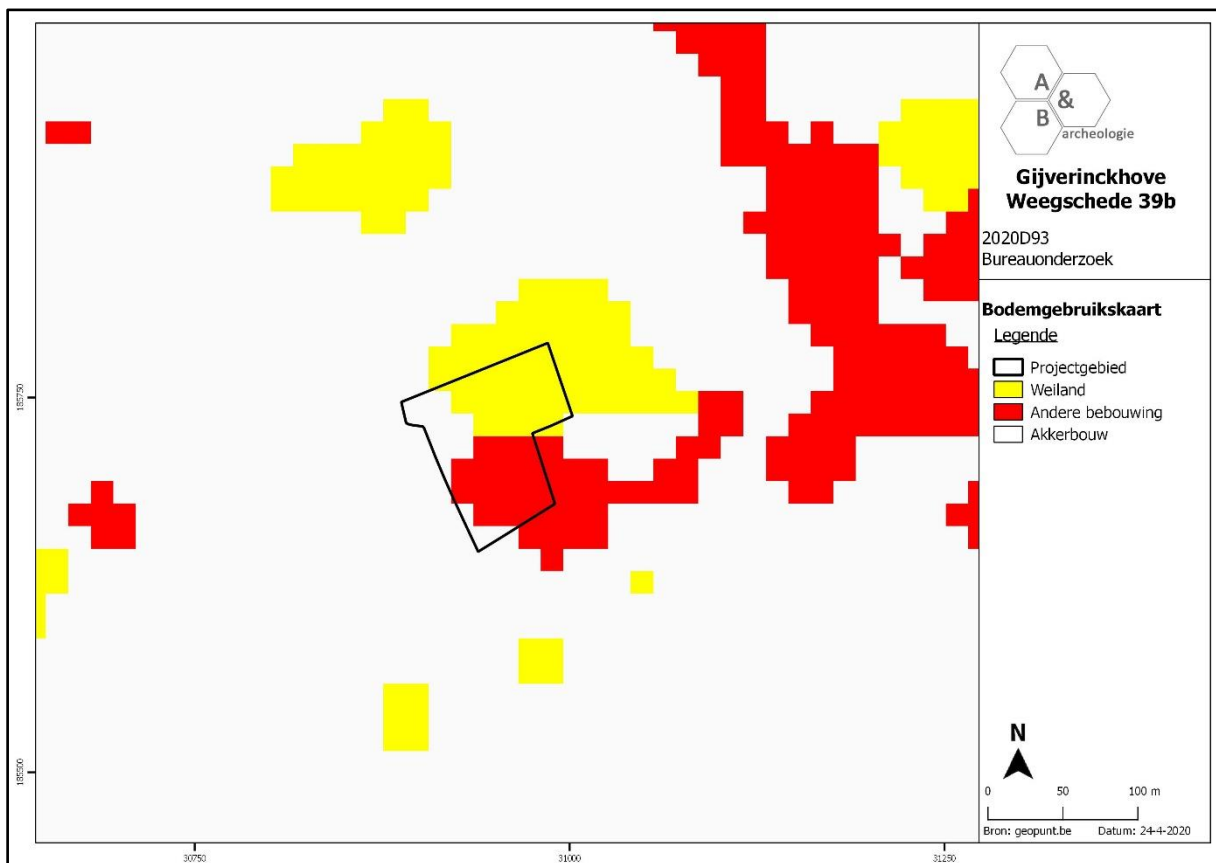 A
&
B
archeologie
Gijverinckhove
Weegschede 39b
2020D93
Bureauonderzoek
Bodemgebruikskaart
Legende
Projectgebied
Weiland
Andere bebouwing
Akkerbouw
N
0 50 100 m
Bron: geopunt.be Datum: 24-4-2020
185750
185500
30750 31000 31250